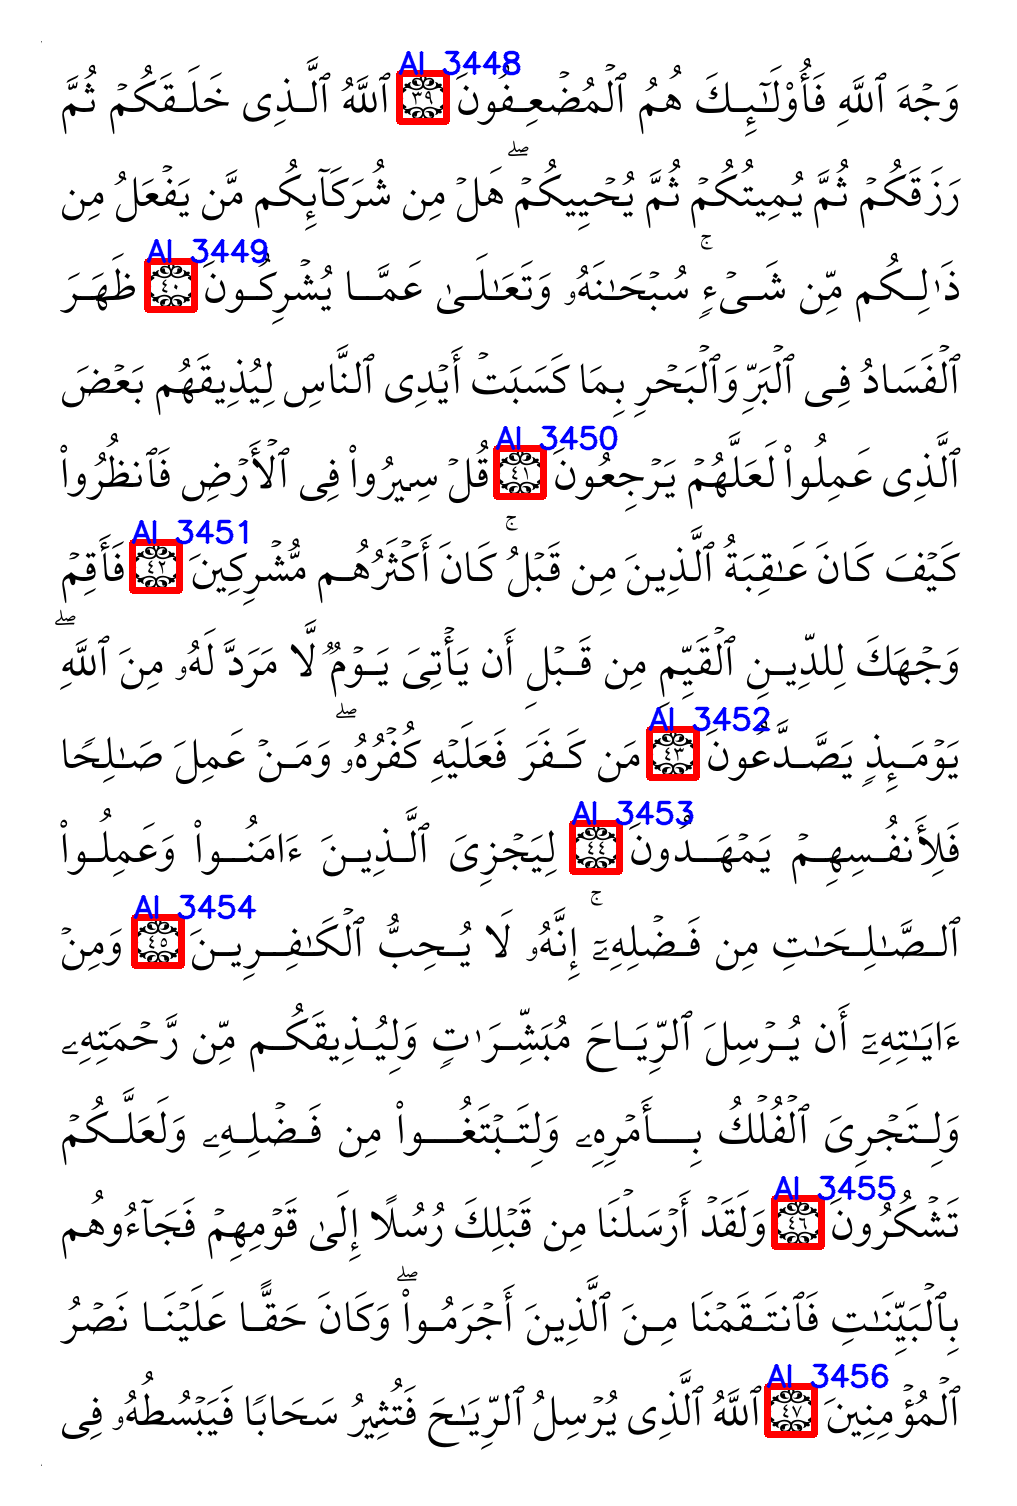 AI_3448
وَجْهَ ٱللَّهِ فَأُو۟لَـٰٓئِكَ هُمُ ٱلْمُضْعِفُونَ ٣٩ ٱللَّهُ ٱلَّذِى خَلَقَكُمْ ثُمَّ
رَزَقَكُمْ ثُمَّ يُمِيتُكُمْ ثُمَّ يُحْيِيكُمْ ۖ هَلْ مِن شُرَكَآئِكُم مَّن يَفْعَلُ مِن
AI_3449
ذَٰلِكُم مِّن شَىْءٍ ۚ سُبْحَـٰنَهُۥ وَتَعَـٰلَىٰ عَمَّا يُشْرِكُونَ ٤٠ ظَهَرَ
ٱلْفَسَادُ فِى ٱلْبَرِّ وَٱلْبَحْرِ بِمَا كَسَبَتْ أَيْدِى ٱلنَّاسِ لِيُذِيقَهُم بَعْضَ
AI_3450
ٱلَّذِى عَمِلُوا۟ لَعَلَّهُمْ يَرْجِعُونَ ٤١ قُلْ سِيرُوا۟ فِى ٱلْأَرْضِ فَٱنظُرُوا۟
AI_3451
كَيْفَ كَانَ عَـٰقِبَةُ ٱلَّذِينَ مِن قَبْلُ ۚ كَانَ أَكْثَرُهُم مُّشْرِكِينَ ٤٢ فَأَقِمْ
وَجْهَكَ لِلدِّينِ ٱلْقَيِّمِ مِن قَبْلِ أَن يَأْتِىَ يَوْمٌ لَّا مَرَدَّ لَهُۥ مِنَ ٱللَّهِ ۖ
AI_3452
يَوْمَئِذٍ يَصَّدَّعُونَ ٤٣ مَن كَفَرَ فَعَلَيْهِ كُفْرُهُۥ ۖ وَمَنْ عَمِلَ صَـٰلِحًا
AI_3453
فَلِأَنفُسِهِمْ يَمْهَدُونَ ٤٤ لِيَجْزِىَ ٱلَّذِينَ ءَامَنُوا۟ وَعَمِلُوا۟
AI_3454
ٱلصَّـٰلِحَـٰتِ مِن فَضْلِهِۦٓ ۚ إِنَّهُۥ لَا يُحِبُّ ٱلْكَـٰفِرِينَ ٤٥ وَمِنْ
ءَايَـٰتِهِۦٓ أَن يُرْسِلَ ٱلرِّيَاحَ مُبَشِّرَٰتٍ وَلِيُذِيقَكُم مِّن رَّحْمَتِهِۦ
وَلِتَجْرِىَ ٱلْفُلْكُ بِأَمْرِهِۦ وَلِتَبْتَغُوا۟ مِن فَضْلِهِۦ وَلَعَلَّكُمْ
AI_3455
تَشْكُرُونَ ٤٦ وَلَقَدْ أَرْسَلْنَا مِن قَبْلِكَ رُسُلًا إِلَىٰ قَوْمِهِمْ فَجَآءُوهُم
بِٱلْبَيِّنَـٰتِ فَٱنتَقَمْنَا مِنَ ٱلَّذِينَ أَجْرَمُوا۟ ۖ وَكَانَ حَقًّا عَلَيْنَا نَصْرُ
AI_3456
ٱلْمُؤْمِنِينَ ٤٧ ٱللَّهُ ٱلَّذِى يُرْسِلُ ٱلرِّيَـٰحَ فَتُثِيرُ سَحَابًا فَيَبْسُطُهُۥ فِى